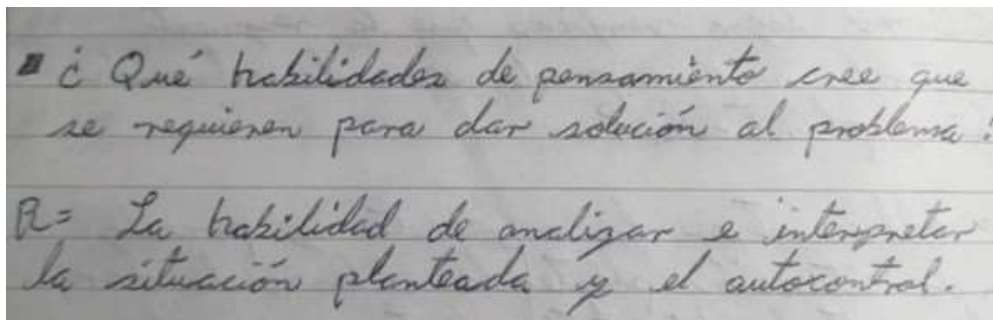 ¿ Qué habilidades de pensamiento cree que
se requieren para dar solución al problema?
R= La habilidad de analizar e interpretar
la situación planteada y el autocontrol.